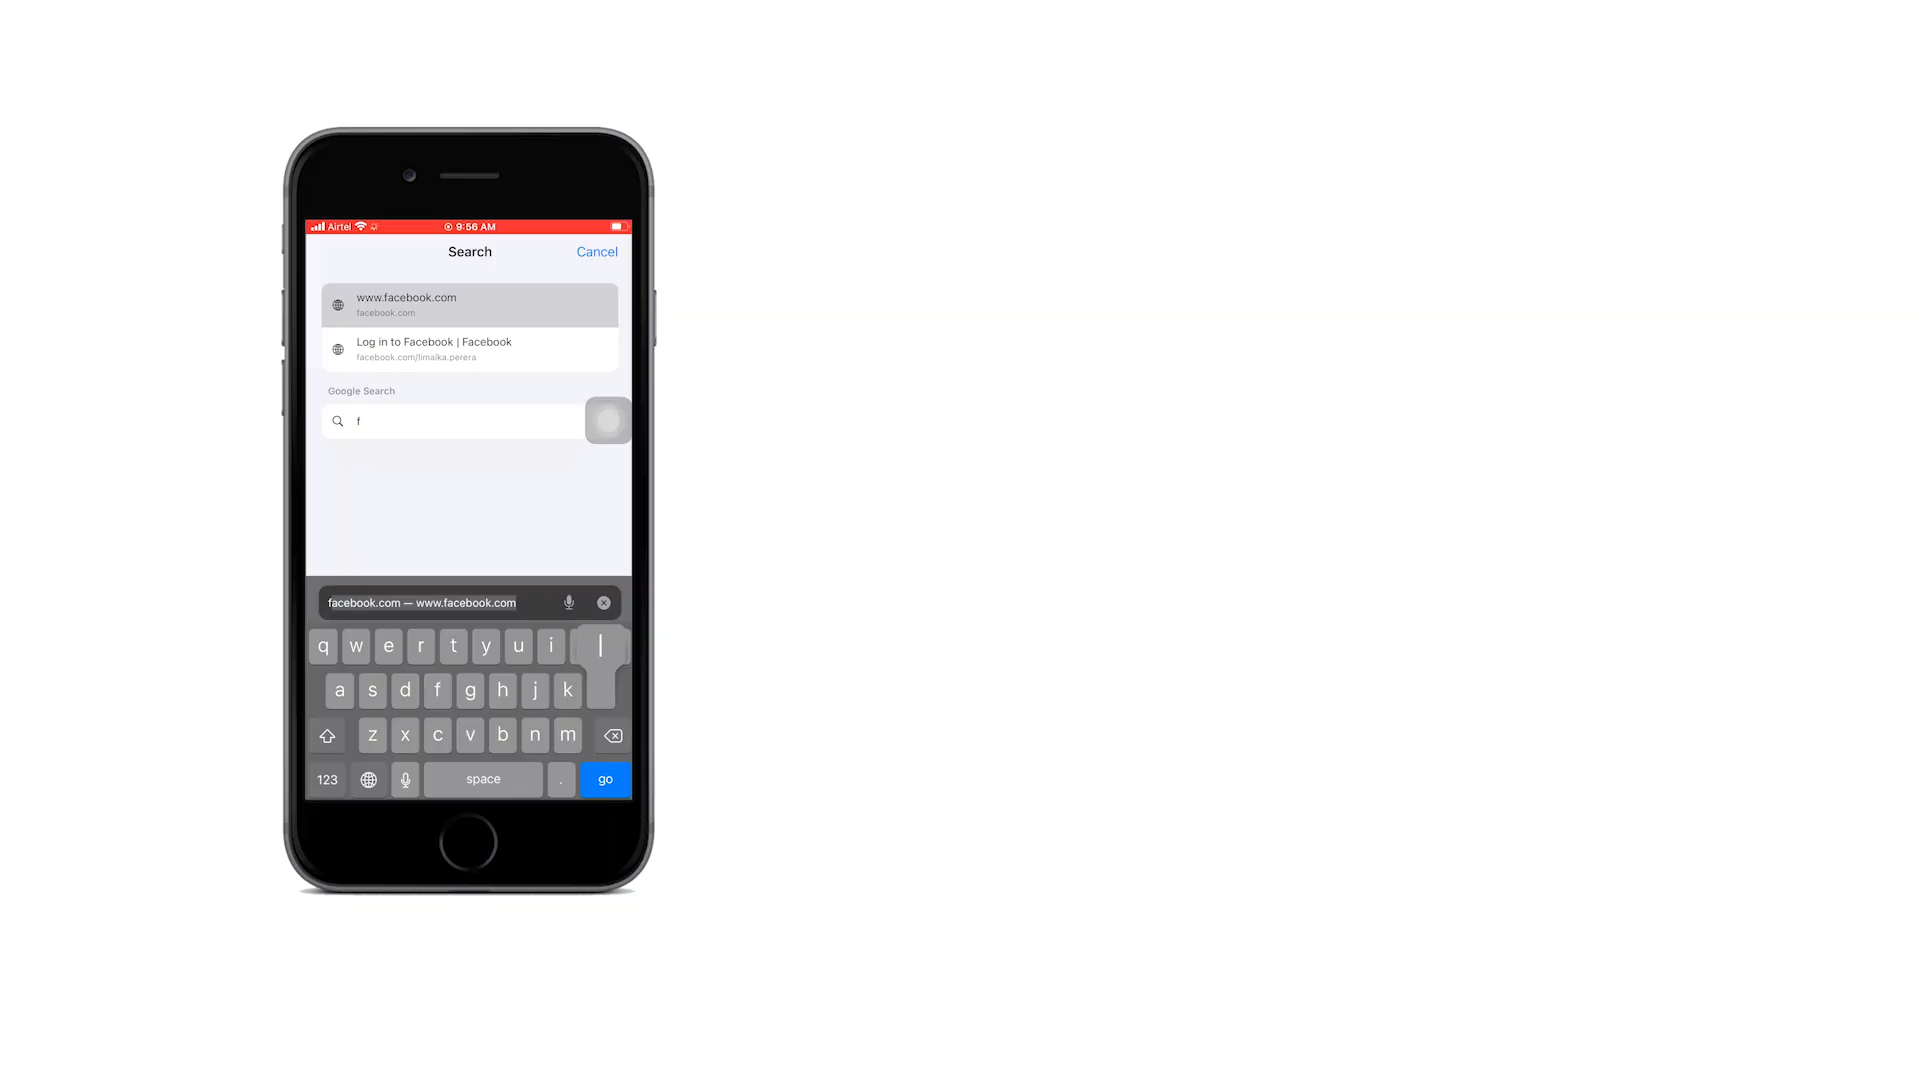 Airtel 9:56 AM
Search Cancel
www.facebook.com
facebook.com
Log in to Facebook | Facebook
facebook.com/limalka.perera
Google Search
f
facebook.com — www.facebook.com
q w e r t y u i l
a s d f g h j k
z x c v b n m
123 space . go